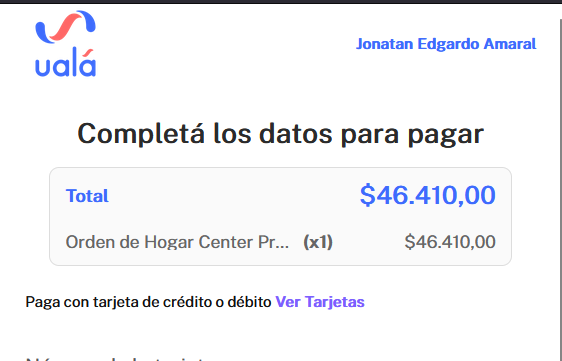 ualá
Jonatan Edgardo Amaral
Completá los datos para pagar
Total $46.410,00
Orden de Hogar Center Pr... (x1) $46.410,00
Paga con tarjeta de crédito o débito Ver Tarjetas